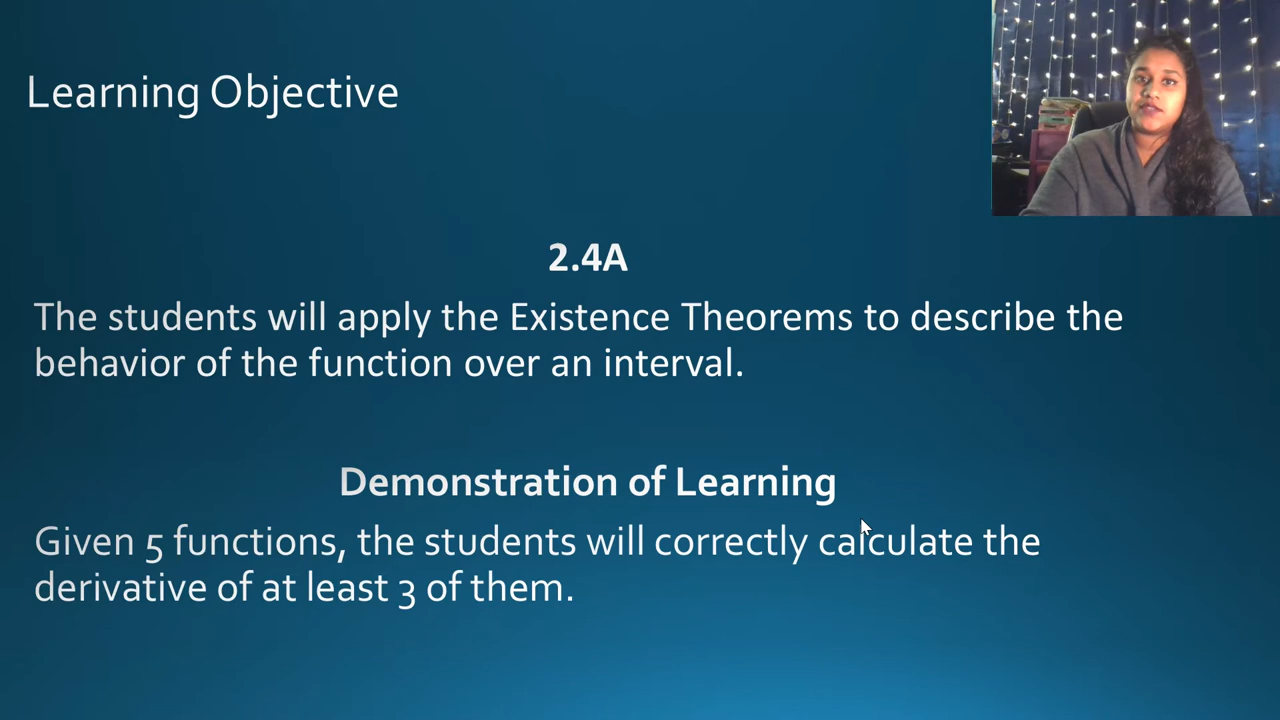 Learning Objective
2.4A
The students will apply the Existence Theorems to describe the
behavior of the function over an interval.
Demonstration of Learning
Given 5 functions, the students will correctly calculate the
derivative of at least 3 of them.